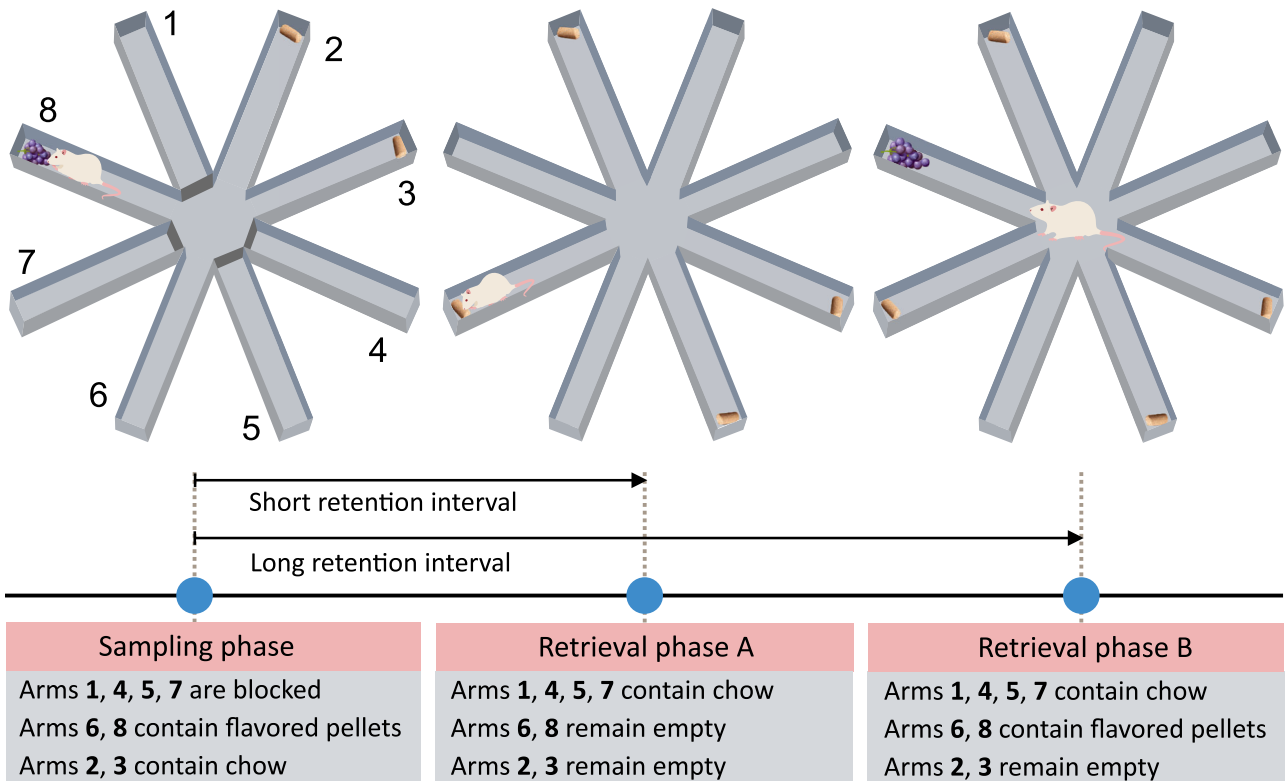 1
2
8
3
7
4
6
5
Short retention interval
Long retention interval
Sampling phase
Arms 1, 4, 5, 7 are blocked
Arms 6, 8 contain flavored pellets
Arms 2, 3 contain chow
Retrieval phase A
Arms 1, 4, 5, 7 contain chow
Arms 6, 8 remain empty
Arms 2, 3 remain empty
Retrieval phase B
Arms 1, 4, 5, 7 contain chow
Arms 6, 8 contain flavored pellets
Arms 2, 3 remain empty